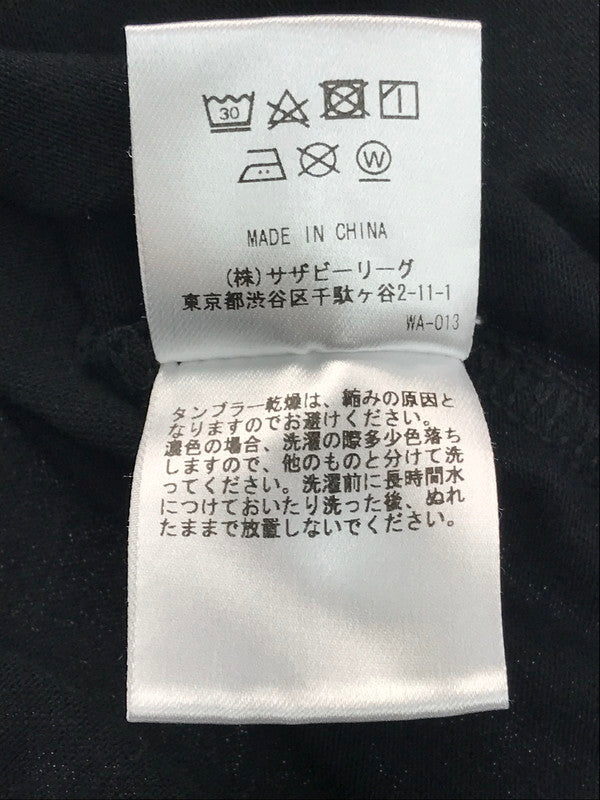 30
W
MADE IN CHINA
(株)サザビーリーグ
東京都渋谷区千駄ヶ谷2-11-1
WA-013
タンブラー乾燥は、縮みの原因と
なりますのでお避けください。
濃色の場合、洗濯の際多少色落ち
しますので、他のものと分けて洗
ってください。洗濯前に長時間水
につけておいたり洗った後、ぬれ
たままで放置しないでください。